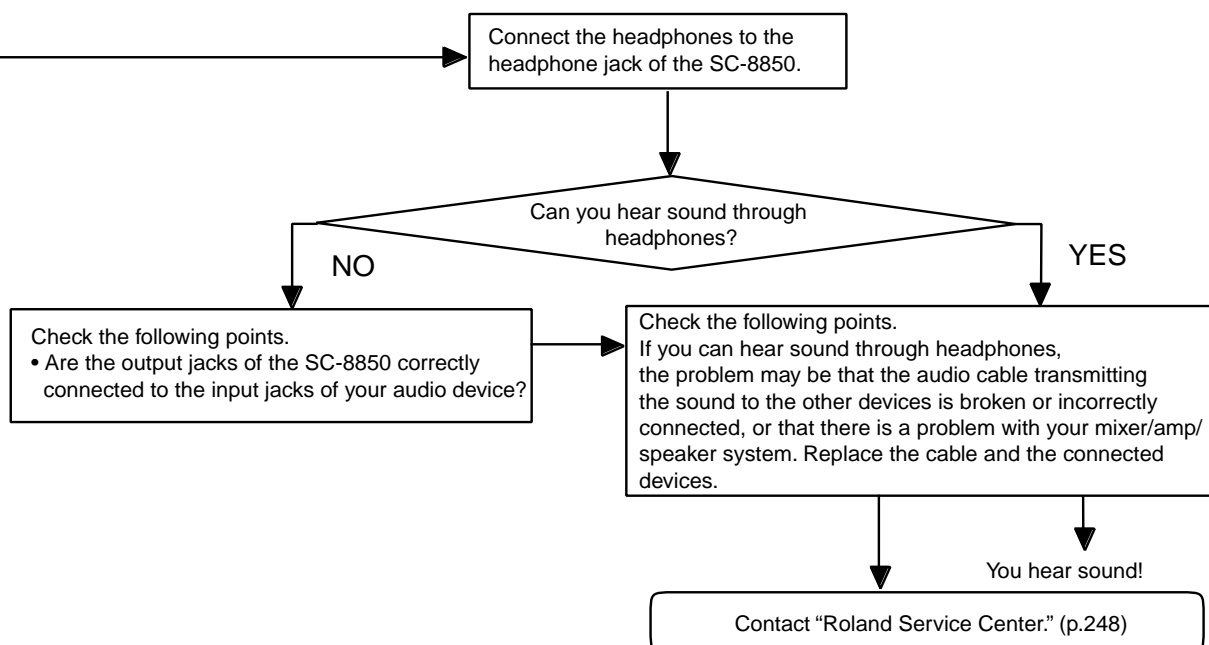 Connect the headphones to the
headphone jack of the SC-8850.
Can you hear sound through
headphones?
NO
YES
Check the following points.
• Are the output jacks of the SC-8850 correctly
connected to the input jacks of your audio device?
Check the following points.
If you can hear sound through headphones,
the problem may be that the audio cable transmitting
the sound to the other devices is broken or incorrectly
connected, or that there is a problem with your mixer/amp/
speaker system. Replace the cable and the connected
devices.
You hear sound!
Contact “Roland Service Center.” (p.248)